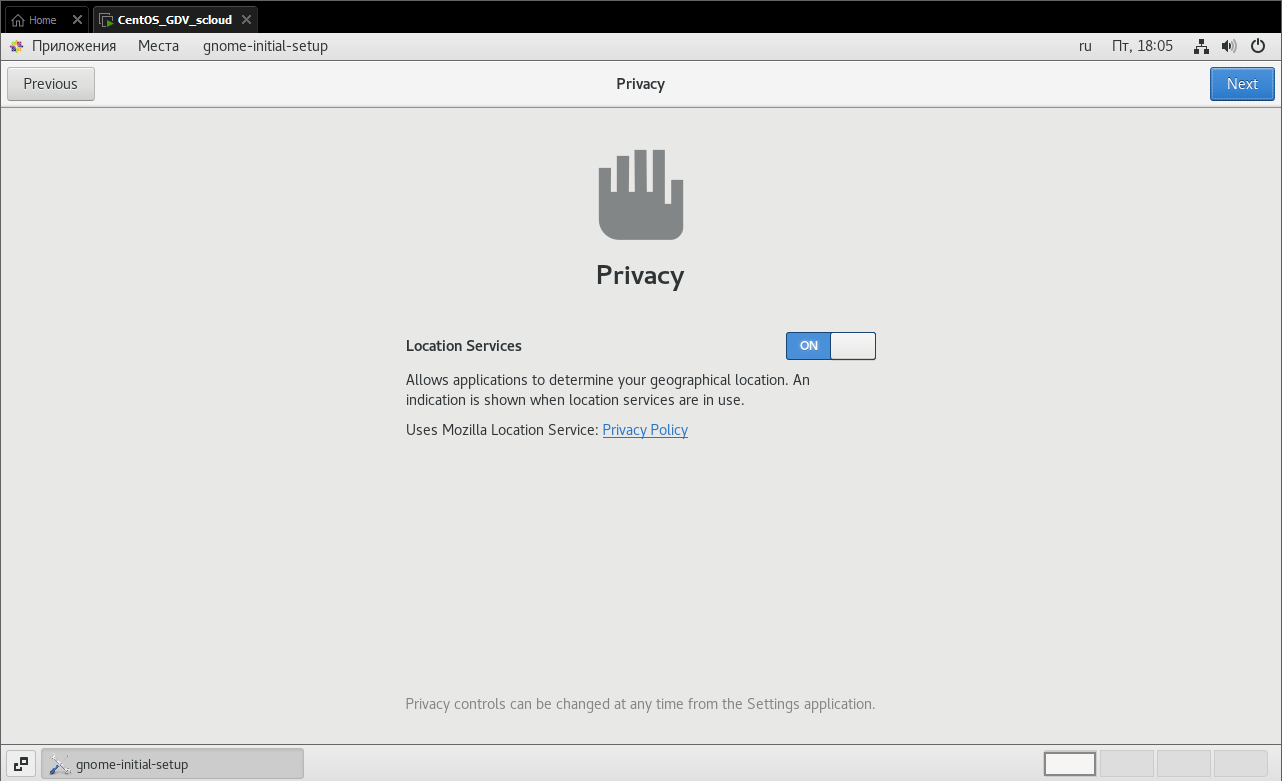 Home
CentOS_GDV_scloud
Приложения Места gnome-initial-setup ru Пт, 18:05
Previous Privacy Next
Privacy
Location Services ON
Allows applications to determine your geographical location. An
indication is shown when location services are in use.
Uses Mozilla Location Service: Privacy Policy
Privacy controls can be changed at any time from the Settings application.
gnome-initial-setup